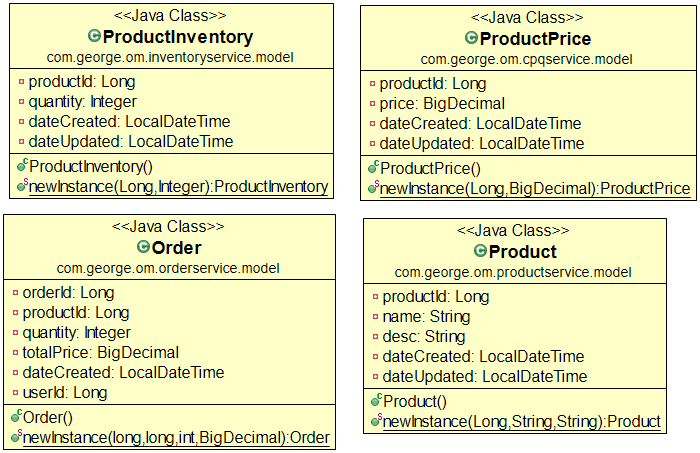 <<Java Class>>
ProductInventory
com.george.om.inventoryservice.model
productId: Long
quantity: Integer
dateCreated: LocalDateTime
dateUpdated: LocalDateTime
ProductInventory()
newInstance(Long,Integer):ProductInventory
<<Java Class>>
ProductPrice
com.george.om.cpqservice.model
productId: Long
price: BigDecimal
dateCreated: LocalDateTime
dateUpdated: LocalDateTime
ProductPrice()
newInstance(Long,BigDecimal):ProductPrice
<<Java Class>>
Order
com.george.om.orderservice.model
orderId: Long
productId: Long
quantity: Integer
totalPrice: BigDecimal
dateCreated: LocalDateTime
userId: Long
Order()
newInstance(long,long,int,BigDecimal):Order
<<Java Class>>
Product
com.george.om.productservice.model
productId: Long
name: String
desc: String
dateCreated: LocalDateTime
dateUpdated: LocalDateTime
Product()
newInstance(Long,String,String):Product